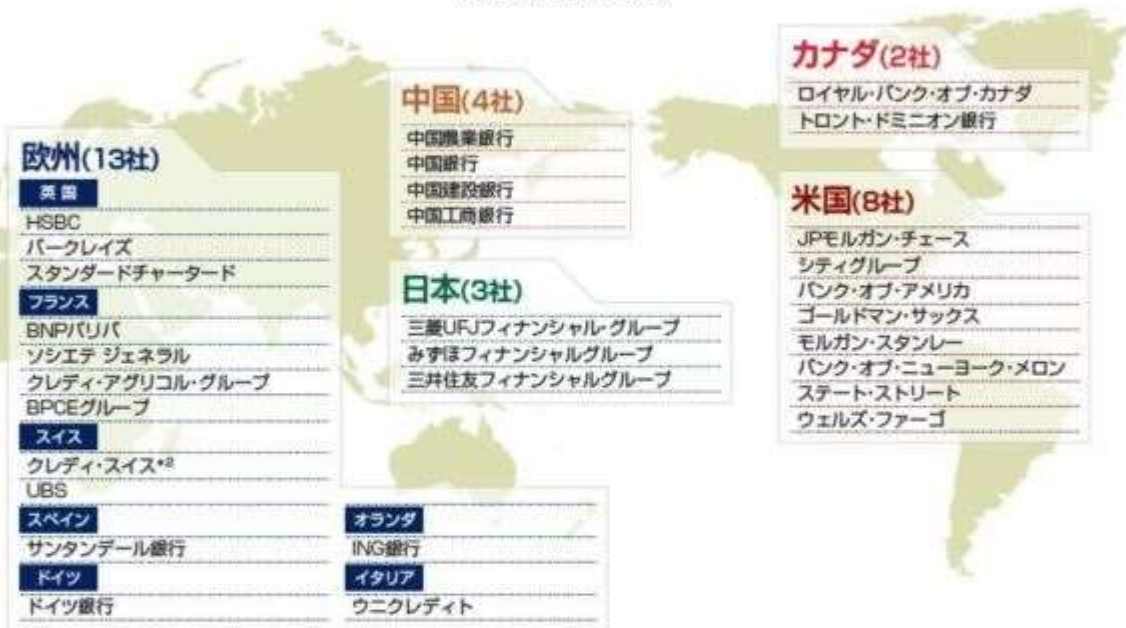 欧州(13社)
英国
HSBC
バークレイズ
スタンダードチャータード
フランス
BNPパリバ
ソシエテ ジェネラル
クレディ・アグリコル・グループ
BPCEグループ
スイス
クレディ・スイス*2
UBS
スペイン
サンタンデール銀行
ドイツ
ドイツ銀行
オランダ
ING銀行
イタリア
ウニクレディト
中国(4社)
中国農業銀行
中国銀行
中国建設銀行
中国工商銀行
日本(3社)
三菱UFJフィナンシャル・グループ
みずほフィナンシャルグループ
三井住友フィナンシャルグループ
カナダ(2社)
ロイヤル・バンク・オブ・カナダ
トロント・ドミニオン銀行
米国(8社)
JPモルガン・チェース
シティグループ
バンク・オブ・アメリカ
ゴールドマン・サックス
モルガン・スタンレー
バンク・オブ・ニューヨーク・メロン
ステート・ストリート
ウェルズ・ファーゴ